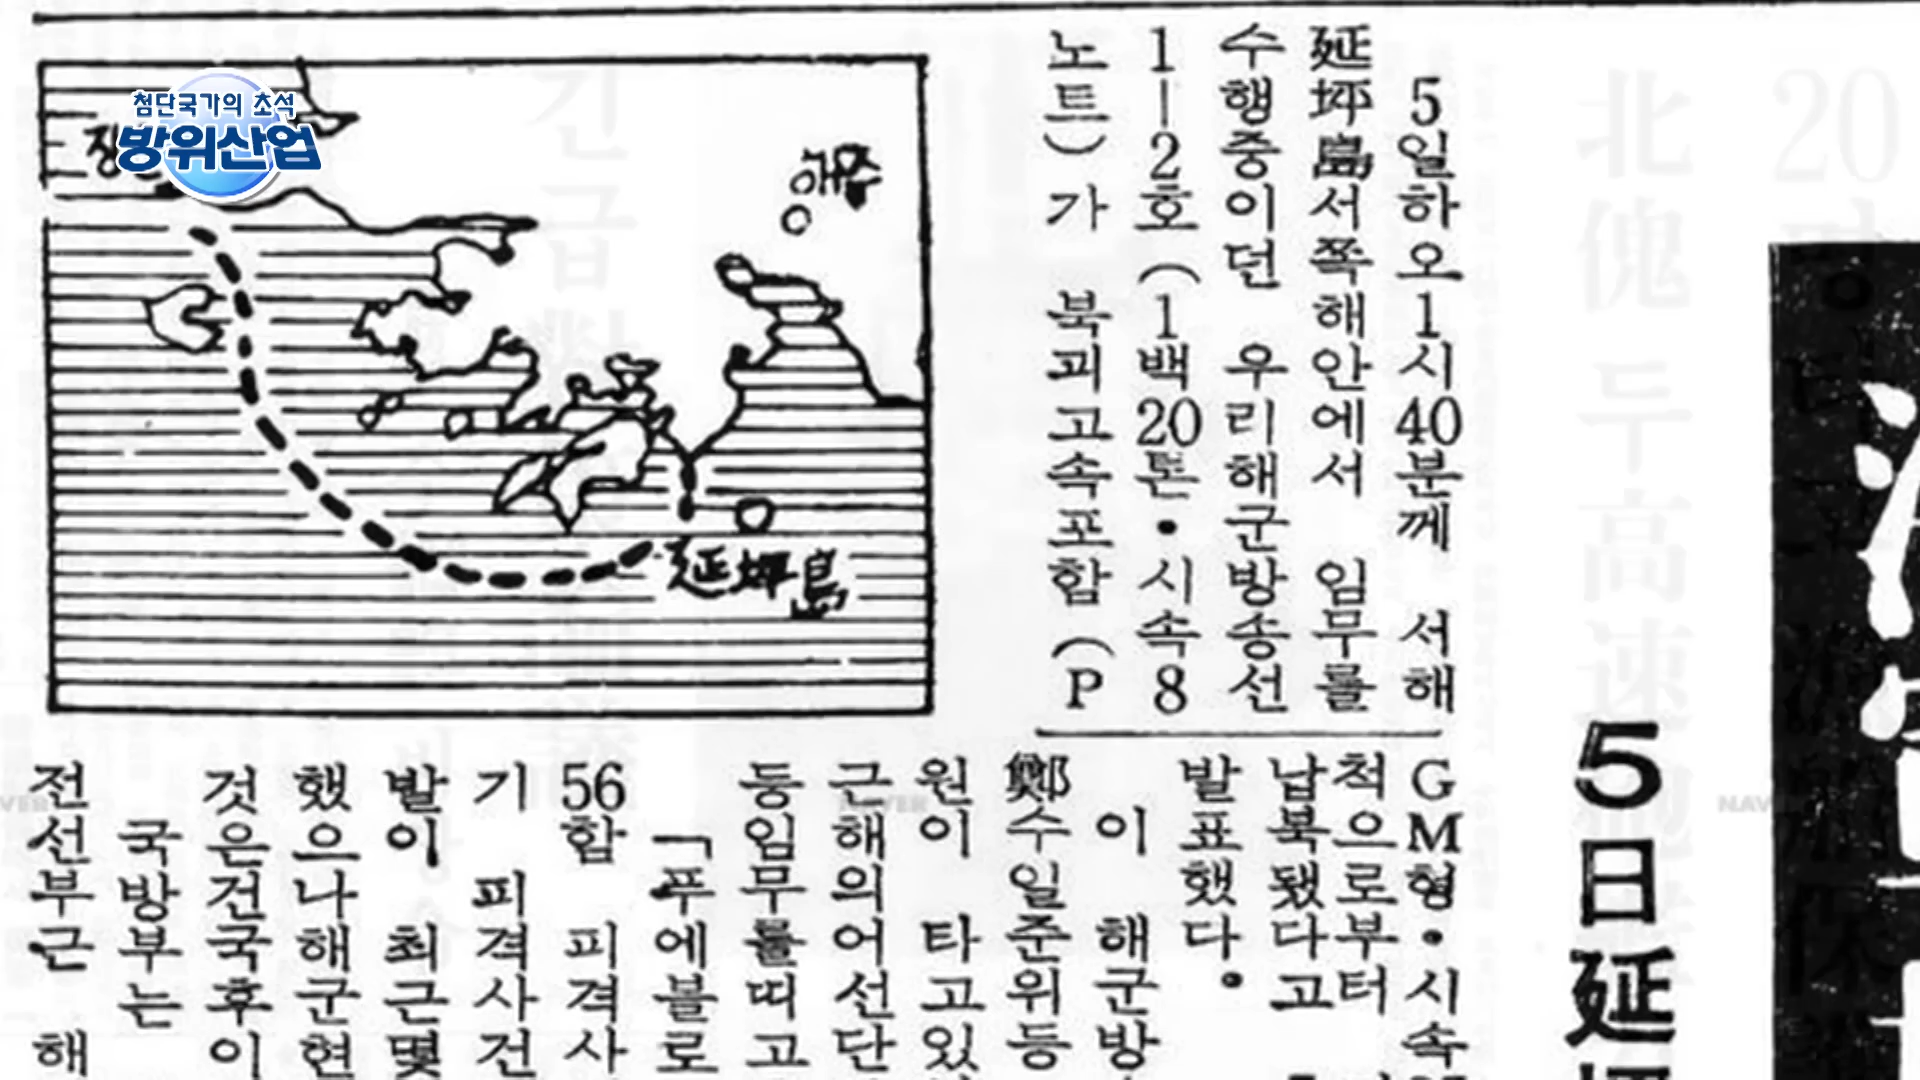 첨단국가의 초석
방위산업
해주
延坪島
5日延
5일하오1시40분께 서해
延坪島서쪽해안에서 임무를
수행중이던 우리해군방송선
1―2호(1백20톤•시속8
노트)가 북괴고속포함(P
GM형•시속
척으로부터
납북됐다고
발표했다•
이 해군방
鄭수일준위등
원이 타고있
근해의어선단
등임무를띠고
「푸에블로
56함 피격사
기 피격사건
발이 최근몇
했으나해군현
것은건국후이
국방부는
전선부근 해
北傀 두 高速
20
NAVER